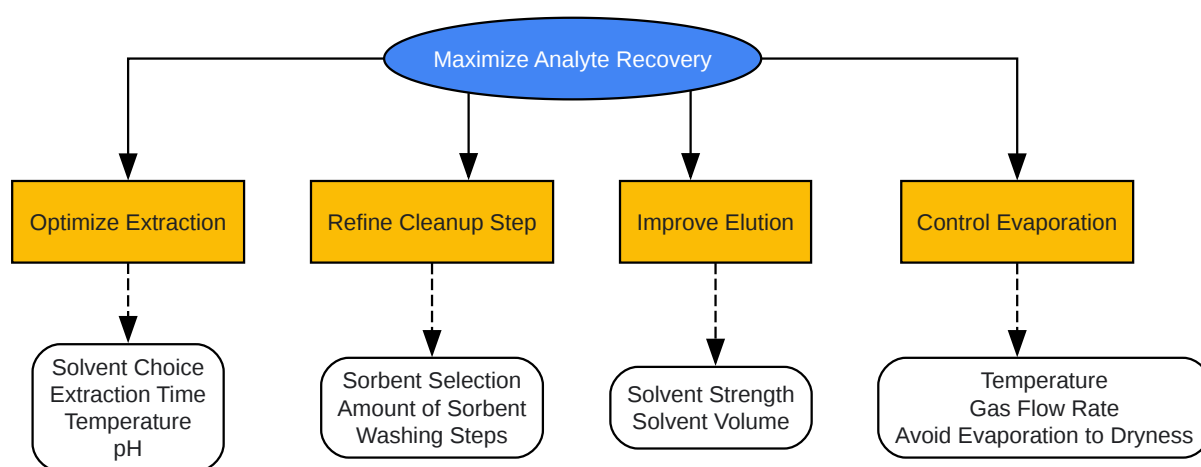 Maximize Analyte Recovery
Optimize Extraction
Refine Cleanup Step
Improve Elution
Control Evaporation
Solvent Choice
Extraction Time
Temperature
pH
Sorbent Selection
Amount of Sorbent
Washing Steps
Solvent Strength
Solvent Volume
Temperature
Gas Flow Rate
Avoid Evaporation to Dryness